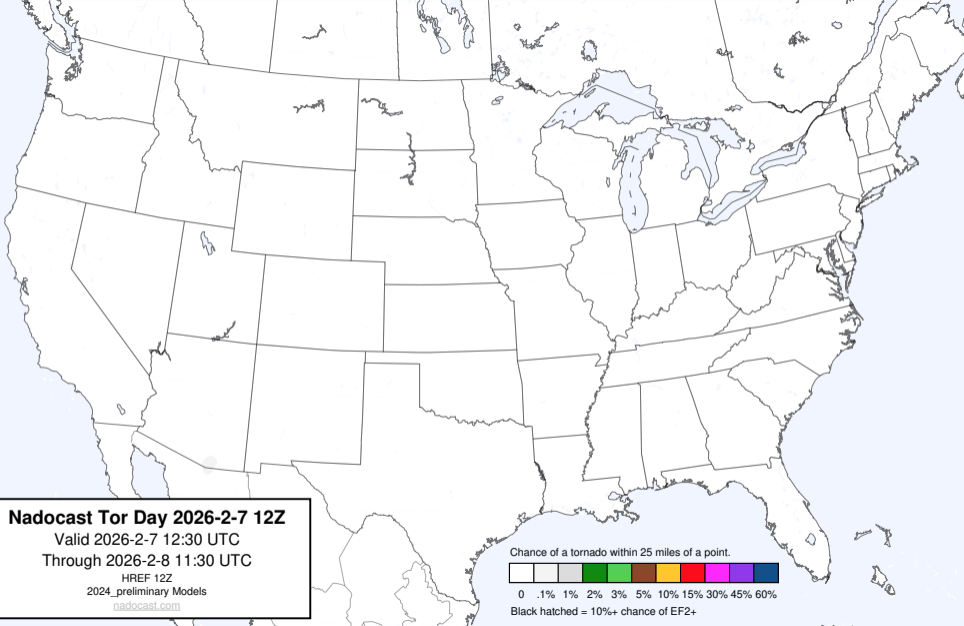 Nadocast Tor Day 2026-2-7 12Z
Valid 2026-2-7 12:30 UTC
Through 2026-2-8 11:30 UTC
HREF 12Z
2024_preliminary Models
nadocast.com
Chance of a tornado within 25 miles of a point.
0 .1% 1% 2% 3% 5% 10% 15% 30% 45% 60%
Black hatched = 10%+ chance of EF2+